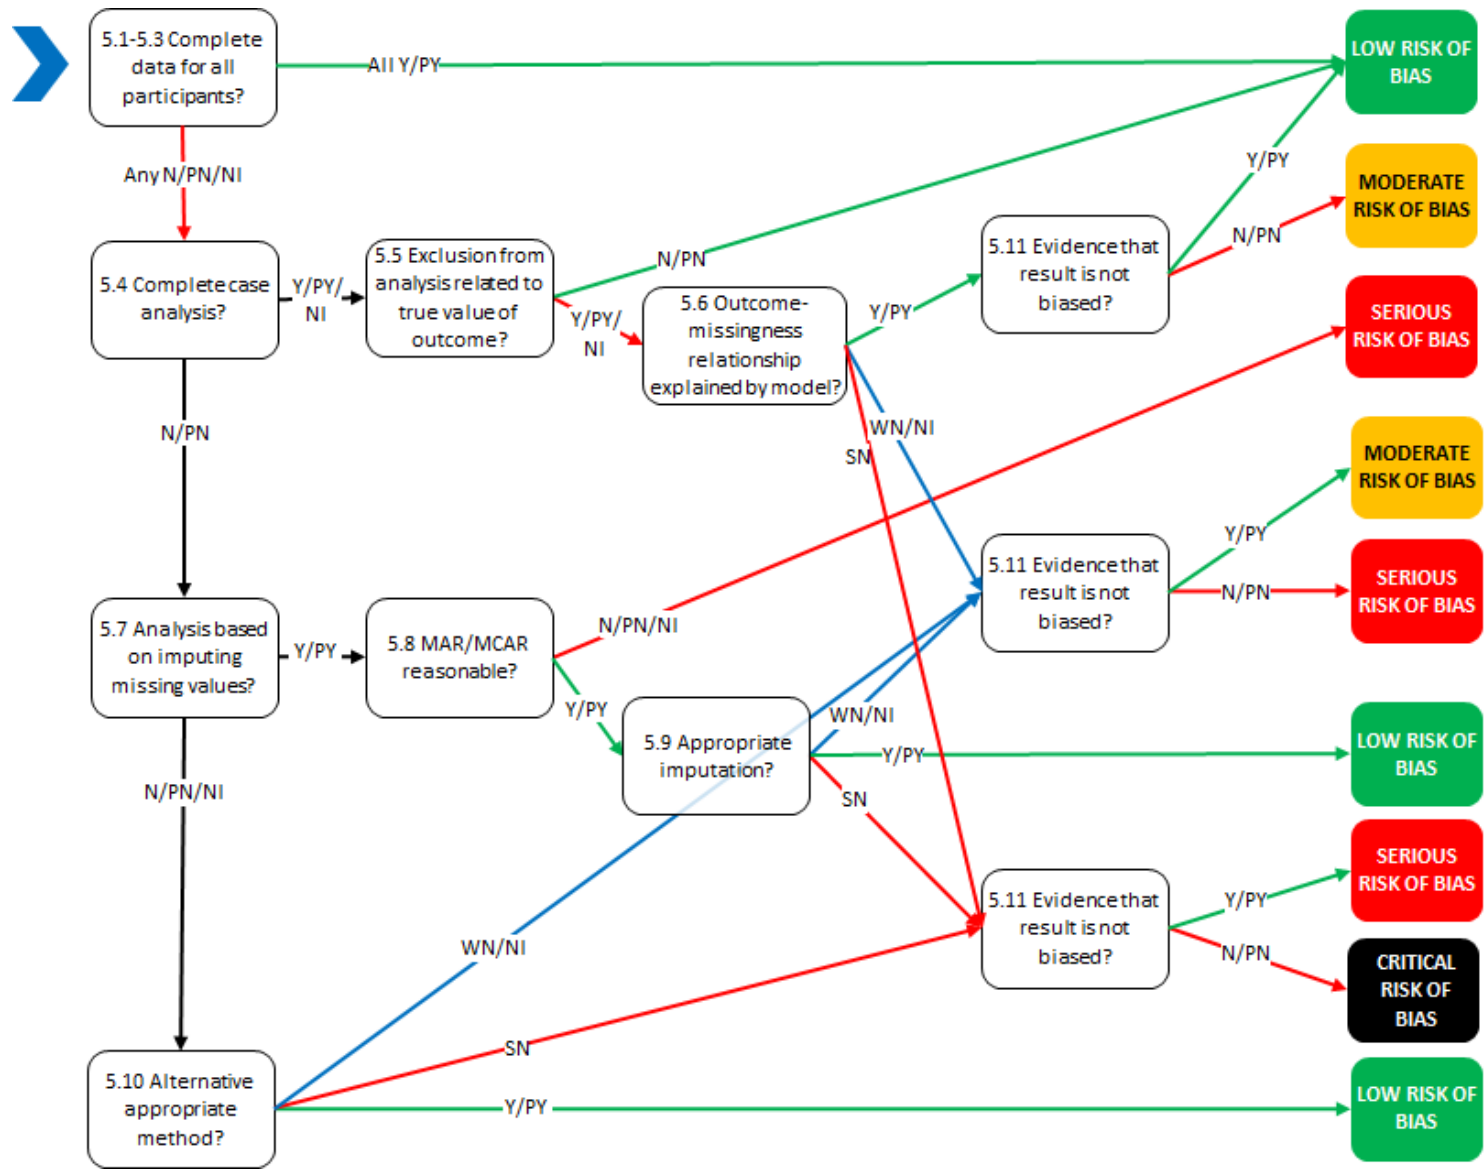 5.1-5.3 Complete
data for all
participants?
All Y/PY
LOW RISK OF
BIAS
Any N/PN/NI
Y/PY
MODERATE
RISK OF BIAS
5.4 Complete case
analysis?
Y/PY/
NI
5.5 Exclusion from
analysis related to
true value of
outcome?
N/PN
Y/PY/
NI
5.6 Outcome-
missingness
relationship
explained by model?
Y/PY
5.11 Evidence that
result is not
biased?
N/PN
SERIOUS
RISK OF BIAS
N/PN
WN/NI
SN
MODERATE
RISK OF BIAS
5.11 Evidence that
result is not
biased?
Y/PY
N/PN
SERIOUS
RISK OF BIAS
5.7 Analysis based
on imputing
missing values?
Y/PY
5.8 MAR/MCAR
reasonable?
N/PN/NI
Y/PY
5.9 Appropriate
imputation?
WN/NI
Y/PY
LOW RISK OF
BIAS
SN
N/PN/NI
5.11 Evidence that
result is not
biased?
Y/PY
SERIOUS
RISK OF BIAS
N/PN
CRITICAL
RISK OF
BIAS
WN/NI
SN
5.10 Alternative
appropriate
method?
Y/PY
LOW RISK OF
BIAS